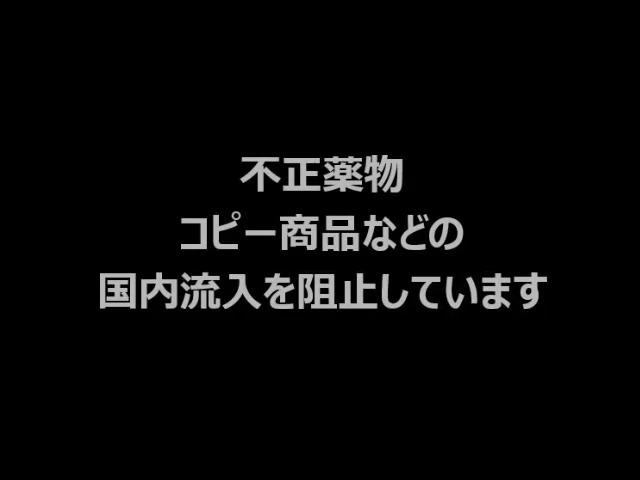 不正薬物
コピー商品などの
国内流入を阻止しています